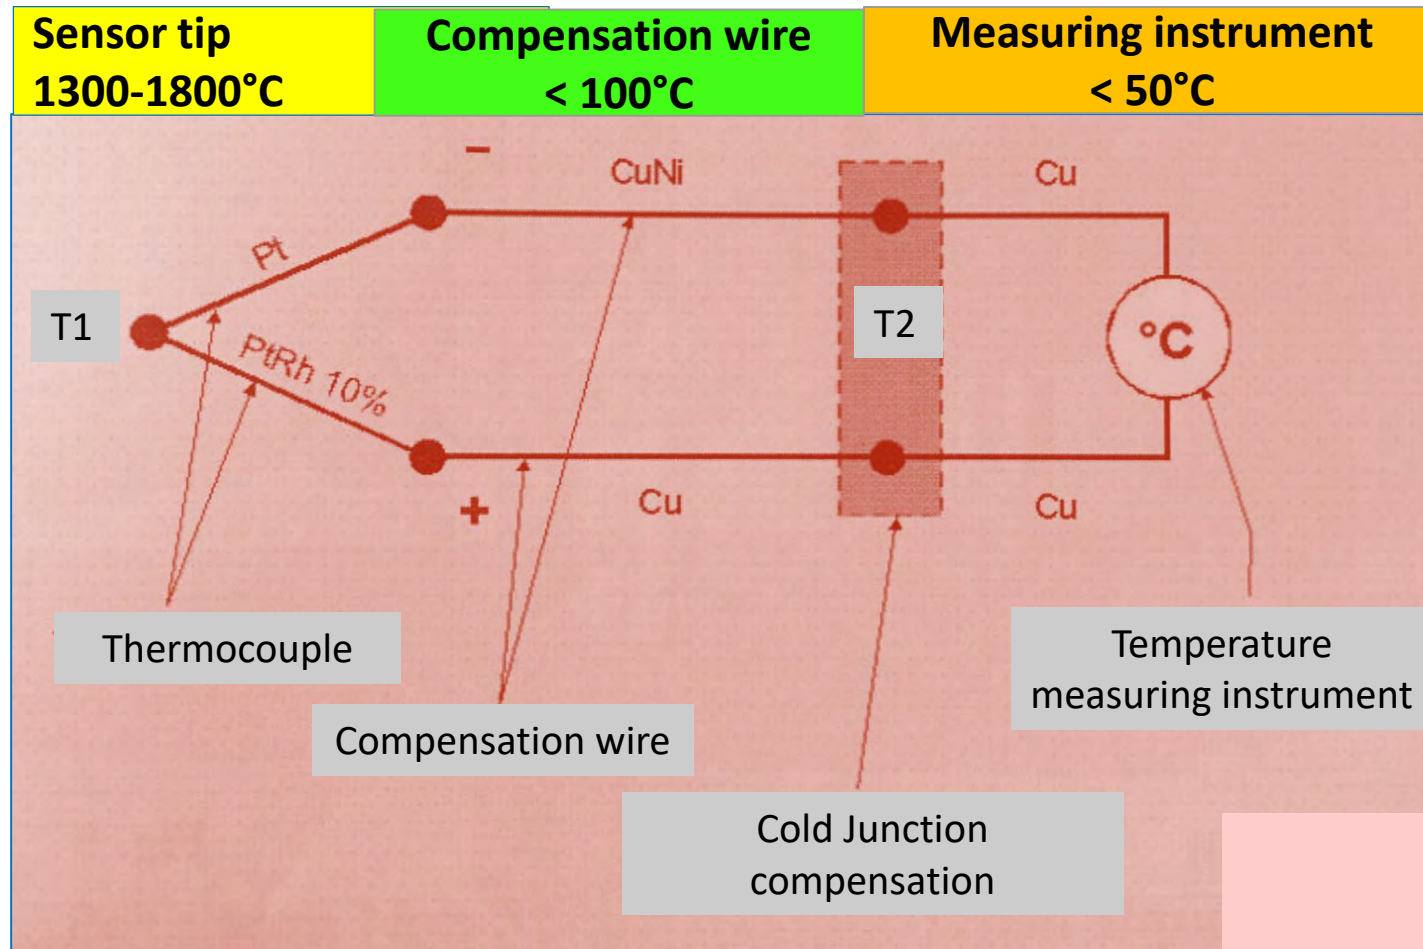 Sensor tip
1300-1800°C
Compensation wire
< 100°C
Measuring instrument
< 50°C
−
CuNi
Cu
Pt
T1
T2
°C
PtRh 10%
+
Cu
Cu
Thermocouple
Temperature
measuring instrument
Compensation wire
Cold Junction
compensation